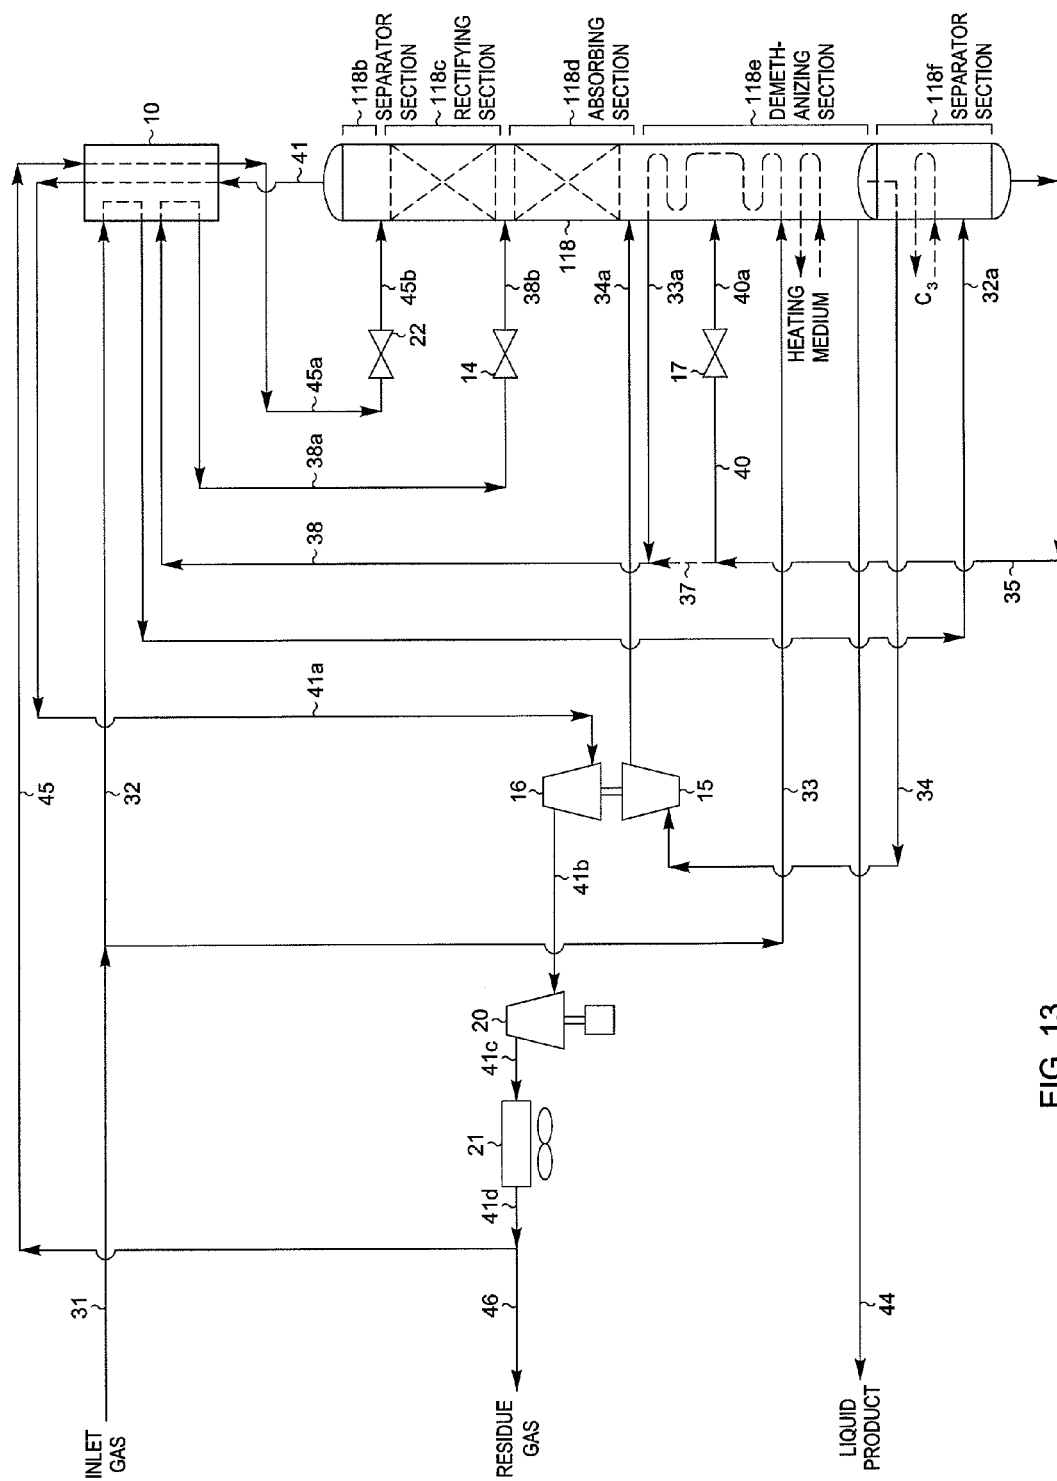 10
118b
SEPARATOR
SECTION
118c
RECTIFYING
SECTION
118d
ABSORBING
SECTION
118e
DEMETH-
ANIZING
SECTION
118f
SEPARATOR
SECTION
41
118
45b
22
45a
38b
14
38a
34a
33a
40a
17
40
HEATING
MEDIUM
C3
32a
38
37
35
41a
45
32
16
15
33
34
41b
20
41c
21
41d
31
46
44
INLET
GAS
RESIDUE
GAS
LIQUID
PRODUCT
FIG. 13